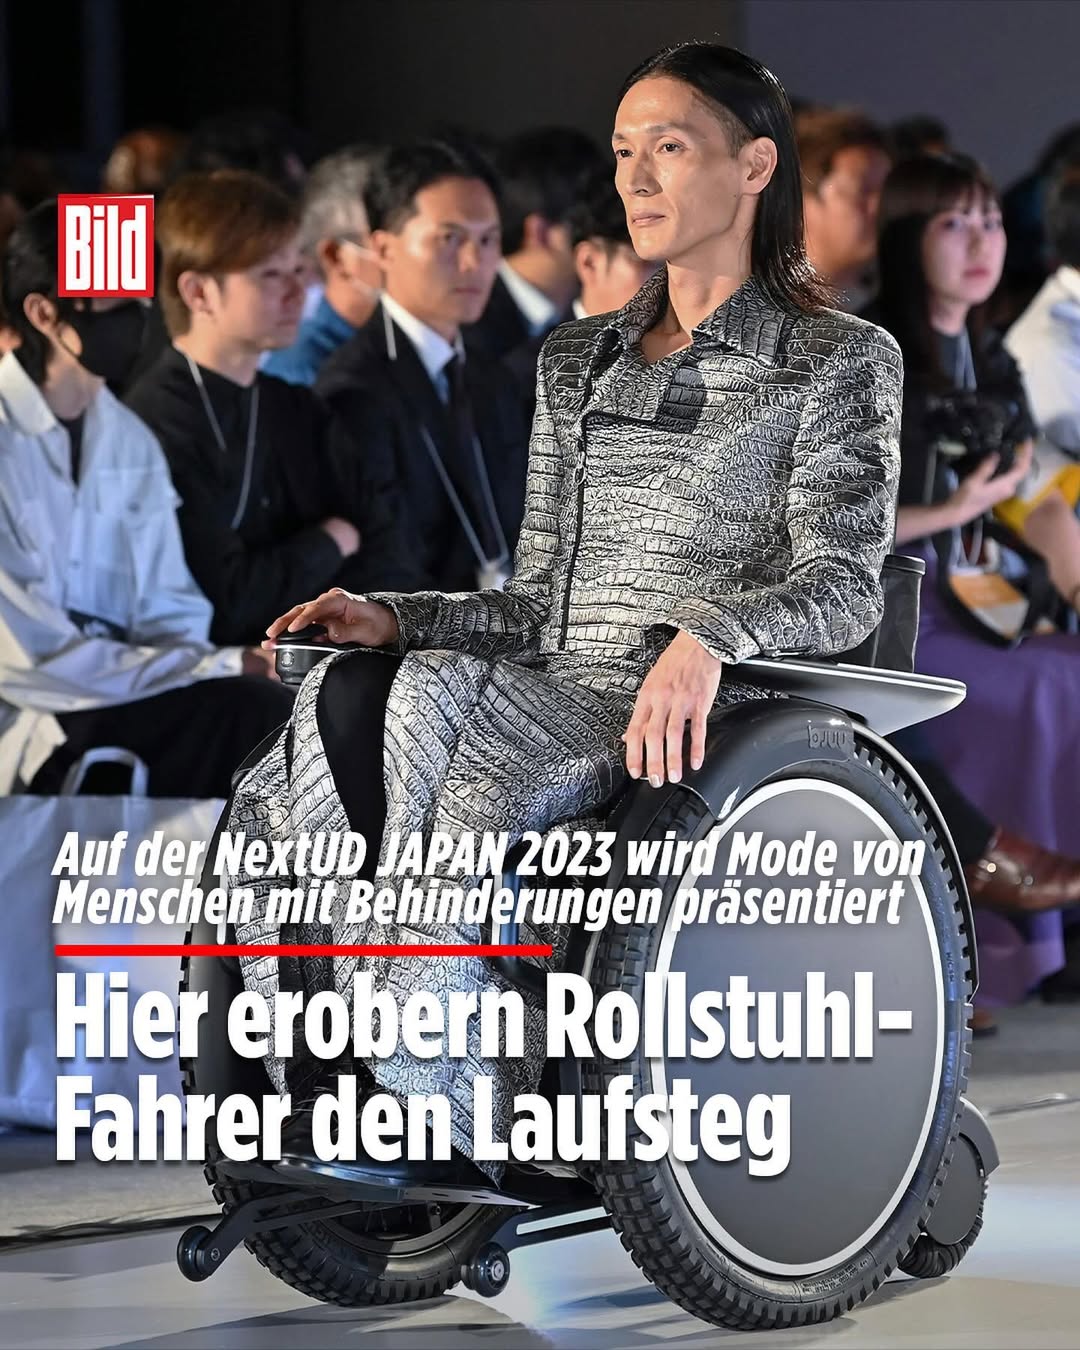 Bild
bjuu
Auf der NextUD JAPAN 2023 wird Mode von
Menschen mit Behinderungen präsentiert
Hier erobern Rollstuhl-
Fahrer den Laufsteg